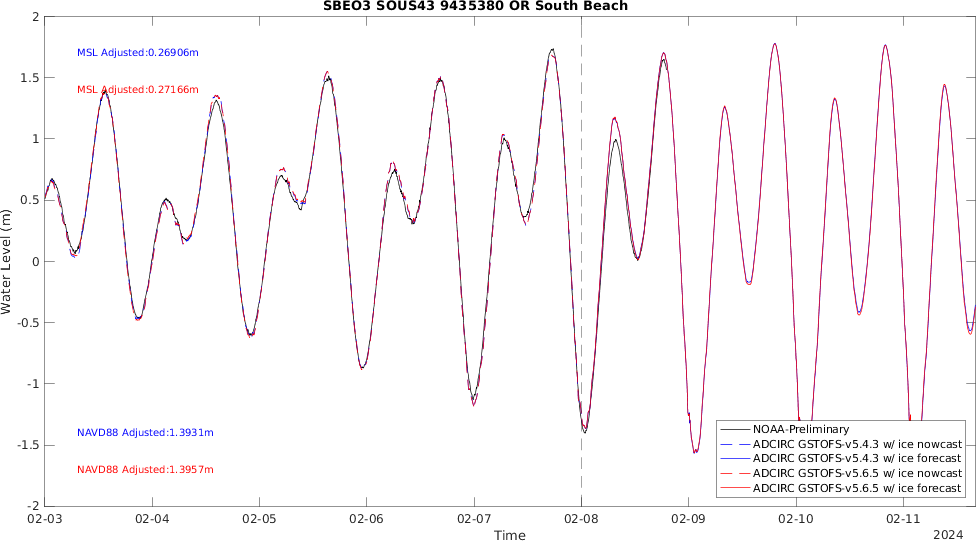 SBEO3 SOUS43 9435380 OR South Beach
2
1.5
1
0.5
0
-0.5
-1
-1.5
-2
Water Level (m)
MSL Adjusted:0.26906m
MSL Adjusted:0.27166m
NAVD88 Adjusted:1.3931m
NAVD88 Adjusted:1.3957m
NOAA-Preliminary
ADCIRC GSTOFS-v5.4.3 w/ ice nowcast
ADCIRC GSTOFS-v5.4.3 w/ ice forecast
ADCIRC GSTOFS-v5.6.5 w/ ice nowcast
ADCIRC GSTOFS-v5.6.5 w/ ice forecast
02-03 02-04 02-05 02-06 02-07 02-08 02-09 02-10 02-11
Time
2024